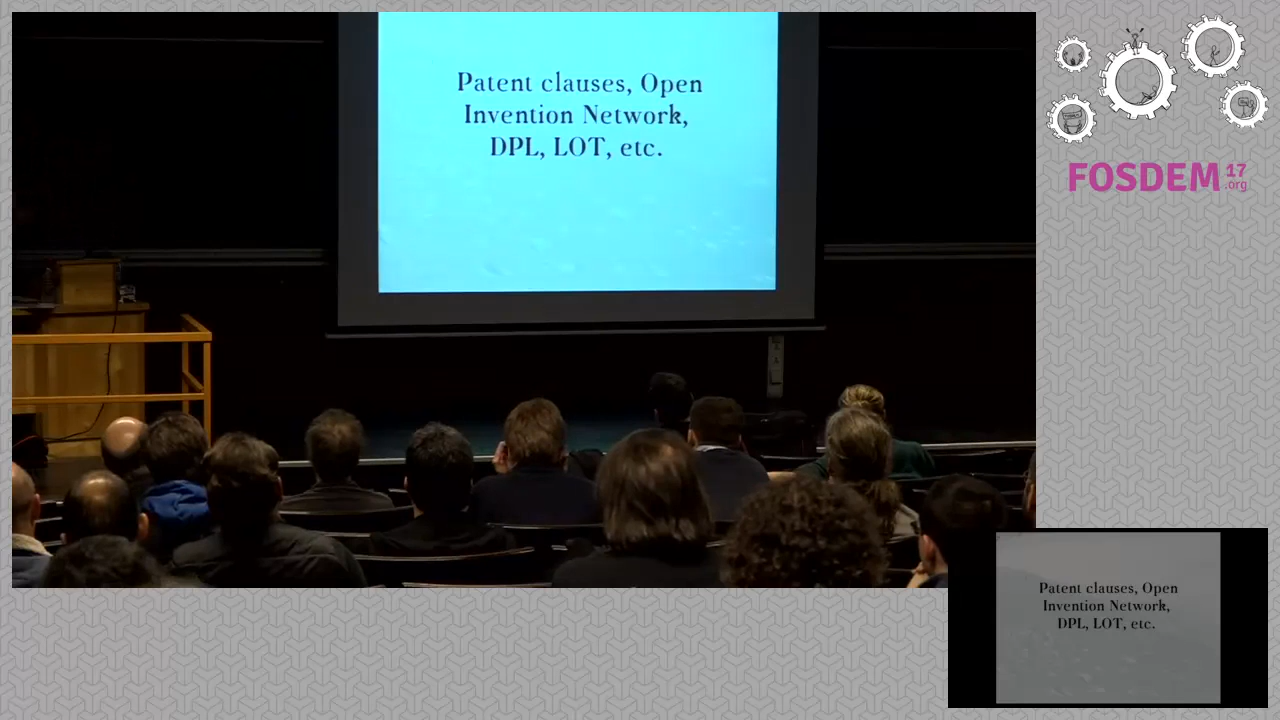 Patent clauses, Open
Invention Network,
DPL, LOT, etc.
FOSDEM 17
.org
Patent clauses, Open
Invention Network,
DPL, LOT, etc.